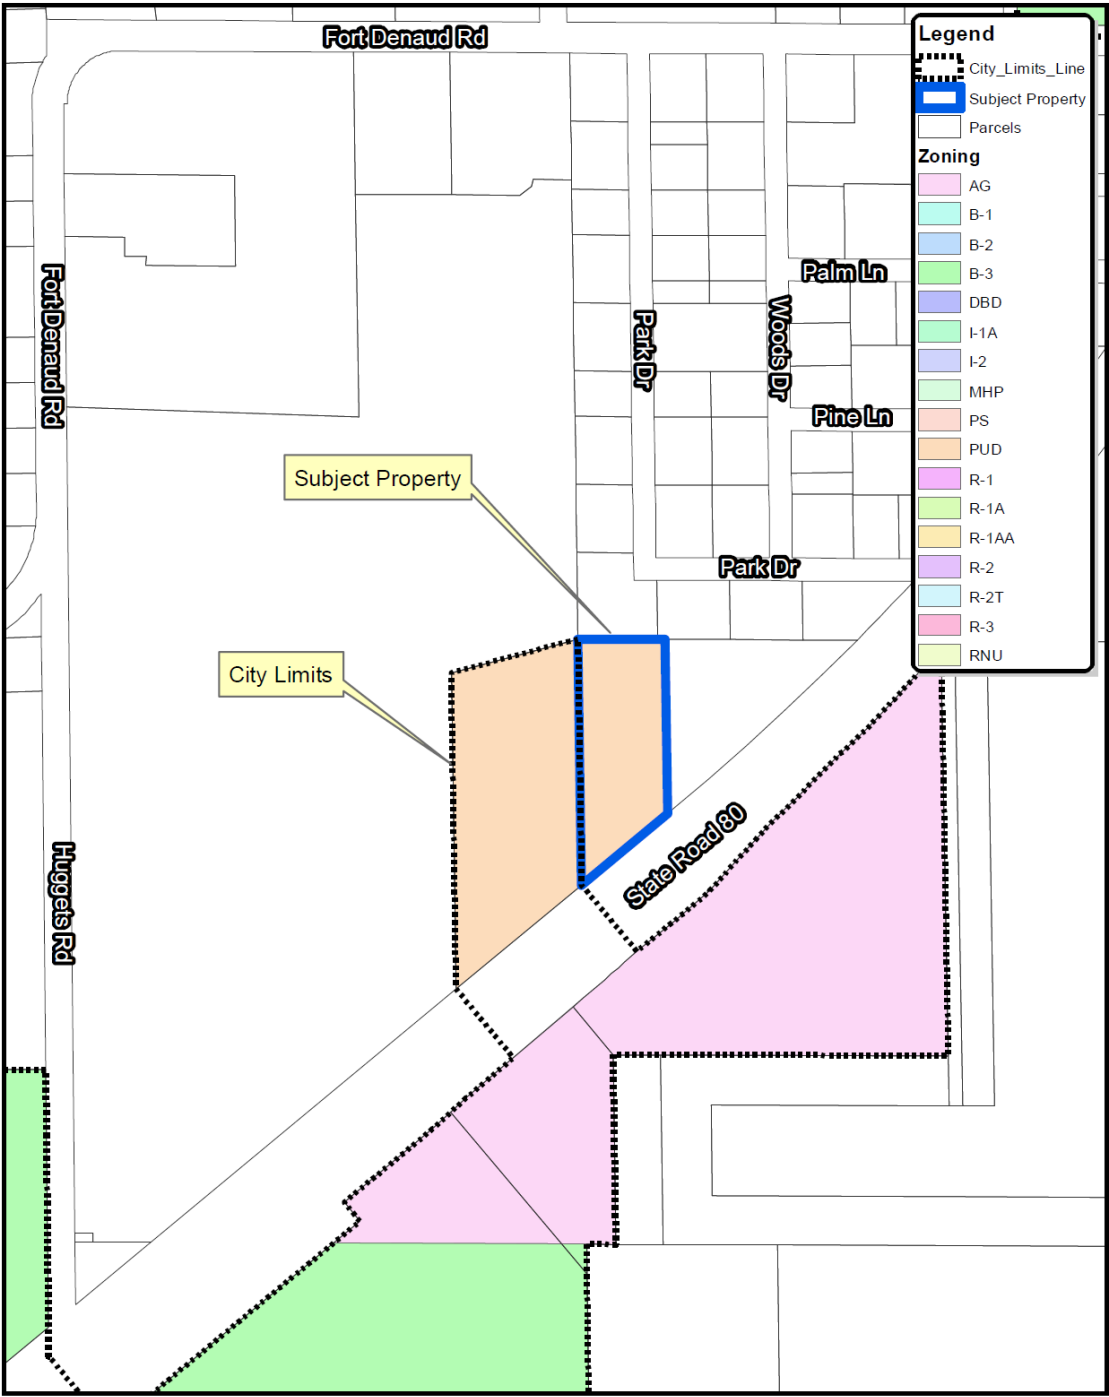 Fort Denaud Rd
Legend
City_Limits_Line
Subject Property
Parcels
Zoning
AG
B-1
B-2
B-3
DBD
I-1A
I-2
MHP
PS
PUD
R-1
R-1A
R-1AA
R-2
R-2T
R-3
RNU
Palm Ln
Fort Denaud Rd
Park Dr
Woods Dr
Pine Ln
Subject Property
Park Dr
City Limits
State Road 80
Huggets Rd